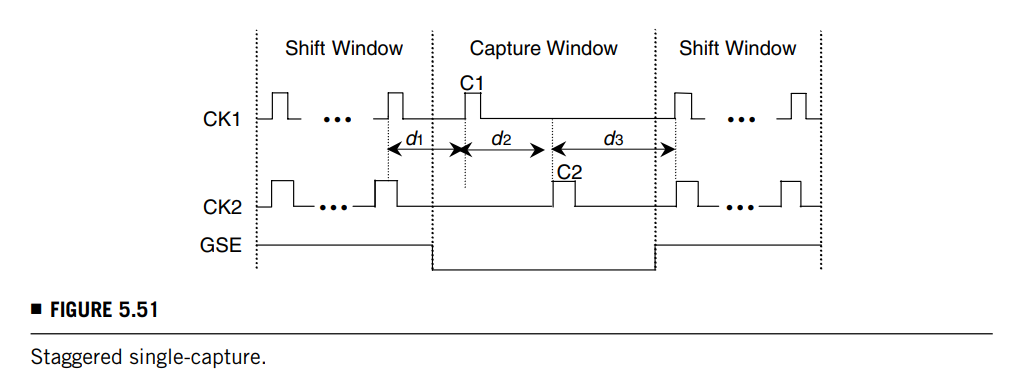 Shift Window Capture Window Shift Window
C1
CK1 ••• •••
d1 d2 d3
C2
CK2 ••• •••
GSE
■ FIGURE 5.51
Staggered single-capture.